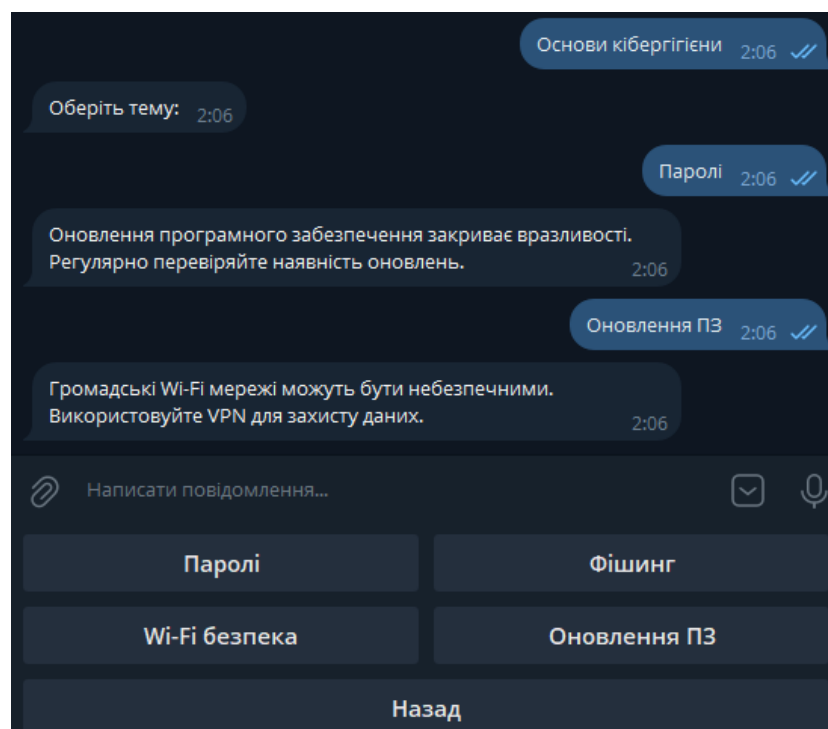 Основи кібергігієни 2:06
Оберіть тему: 2:06
Паролі 2:06
Оновлення програмного забезпечення закриває вразливості.
Регулярно перевіряйте наявність оновлень. 2:06
Оновлення ПЗ 2:06
Громадські Wi-Fi мережі можуть бути небезпечними.
Використовуйте VPN для захисту даних. 2:06
Написати повідомлення...
Паролі Фішинг
Wi-Fi безпека Оновлення ПЗ
Назад